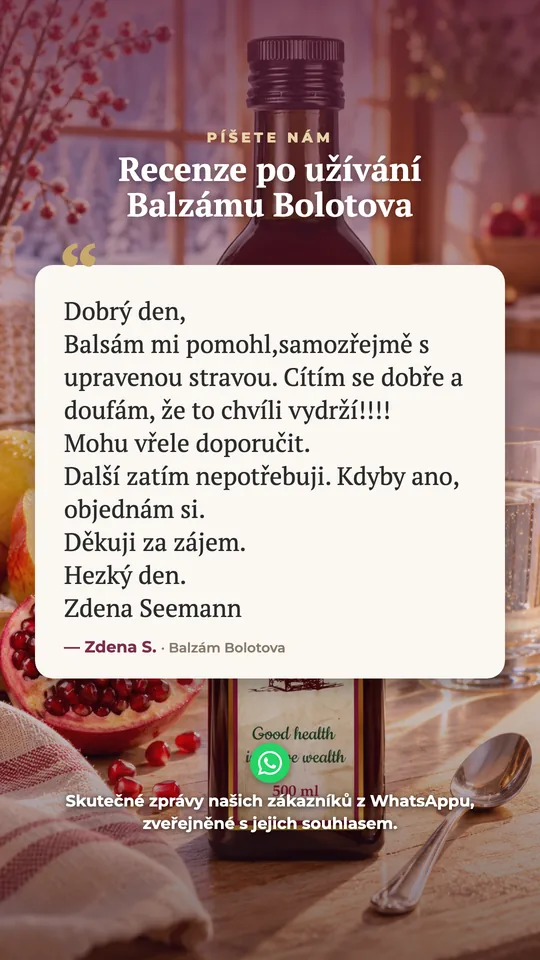 PÍŠETE NÁM
Recenze po užívání
Balzámu Bolotova
“
Dobrý den,
Balsám mi pomohl,samozřejmě s
upravenou stravou. Cítím se dobře a
doufám, že to chvíli vydrží!!!!
Mohu vřele doporučit.
Další zatím nepotřebuji. Kdyby ano,
objednám si.
Děkuji za zájem.
Hezký den.
Zdena Seemann
— Zdena S. · Balzám Bolotova
Good health
wealth
500 ml
Skutečné zprávy našich zákazníků z WhatsAppu,
zveřejněné s jejich souhlasem.